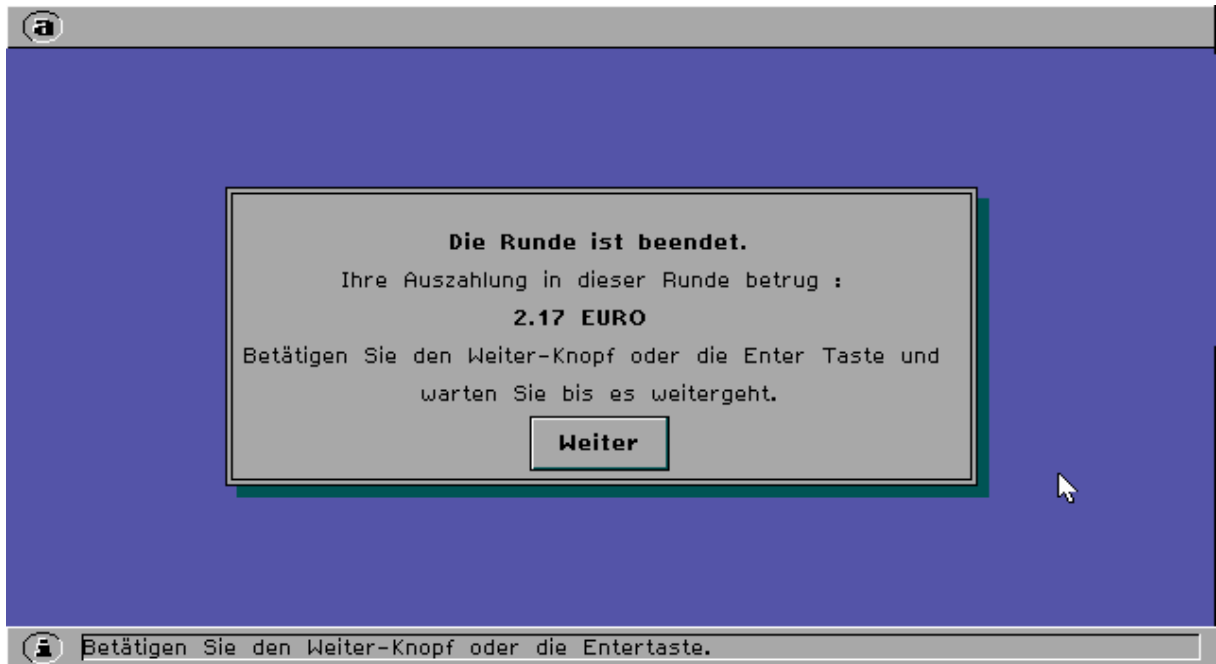 a
Die Runde ist beendet.
Ihre Auszahlung in dieser Runde betrug :
2.17 EURO
Betätigen Sie den Weiter-Knopf oder die Enter Taste und
warten Sie bis es weitergeht.
Weiter
i Betätigen Sie den Weiter-Knopf oder die Entertaste.